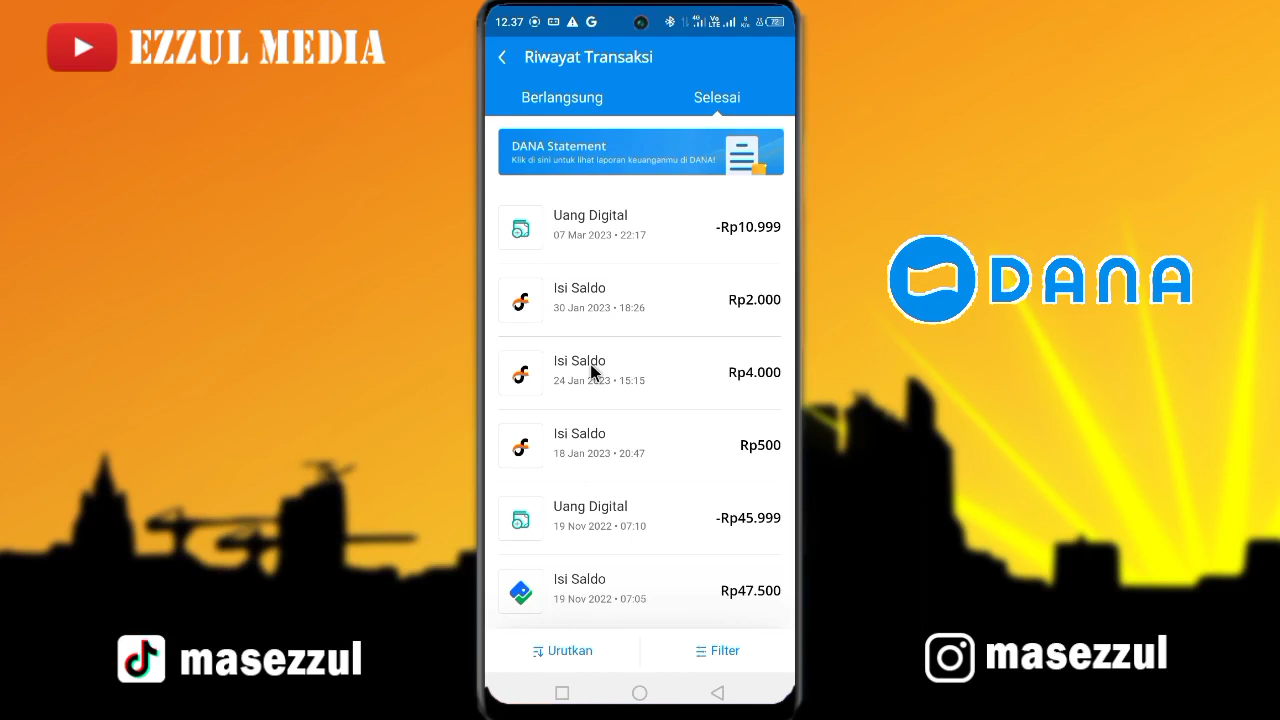 EZZUL MEDIA
12.37
Riwayat Transaksi
Berlangsung
Selesai
DANA Statement
Klik di sini untuk lihat laporan keuanganmu di DANA!
Uang Digital
07 Mar 2023 • 22:17
-Rp10.999
Isi Saldo
30 Jan 2023 • 18:26
Rp2.000
Isi Saldo
24 Jan 2023 • 15:15
Rp4.000
Isi Saldo
18 Jan 2023 • 20:47
Rp500
Uang Digital
19 Nov 2022 • 07:10
-Rp45.999
Isi Saldo
19 Nov 2022 • 07:05
Rp47.500
Urutkan
Filter
DANA
masezzul
masezzul